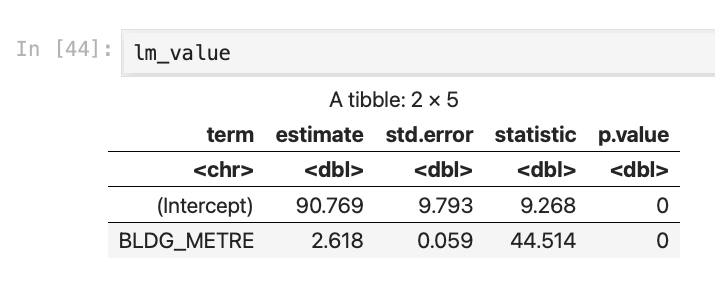 In [44]: lm_value
A tibble: 2 × 5
term estimate std.error statistic p.value
<chr> <dbl> <dbl> <dbl> <dbl>
(Intercept) 90.769 9.793 9.268 0
BLDG_METRE 2.618 0.059 44.514 0